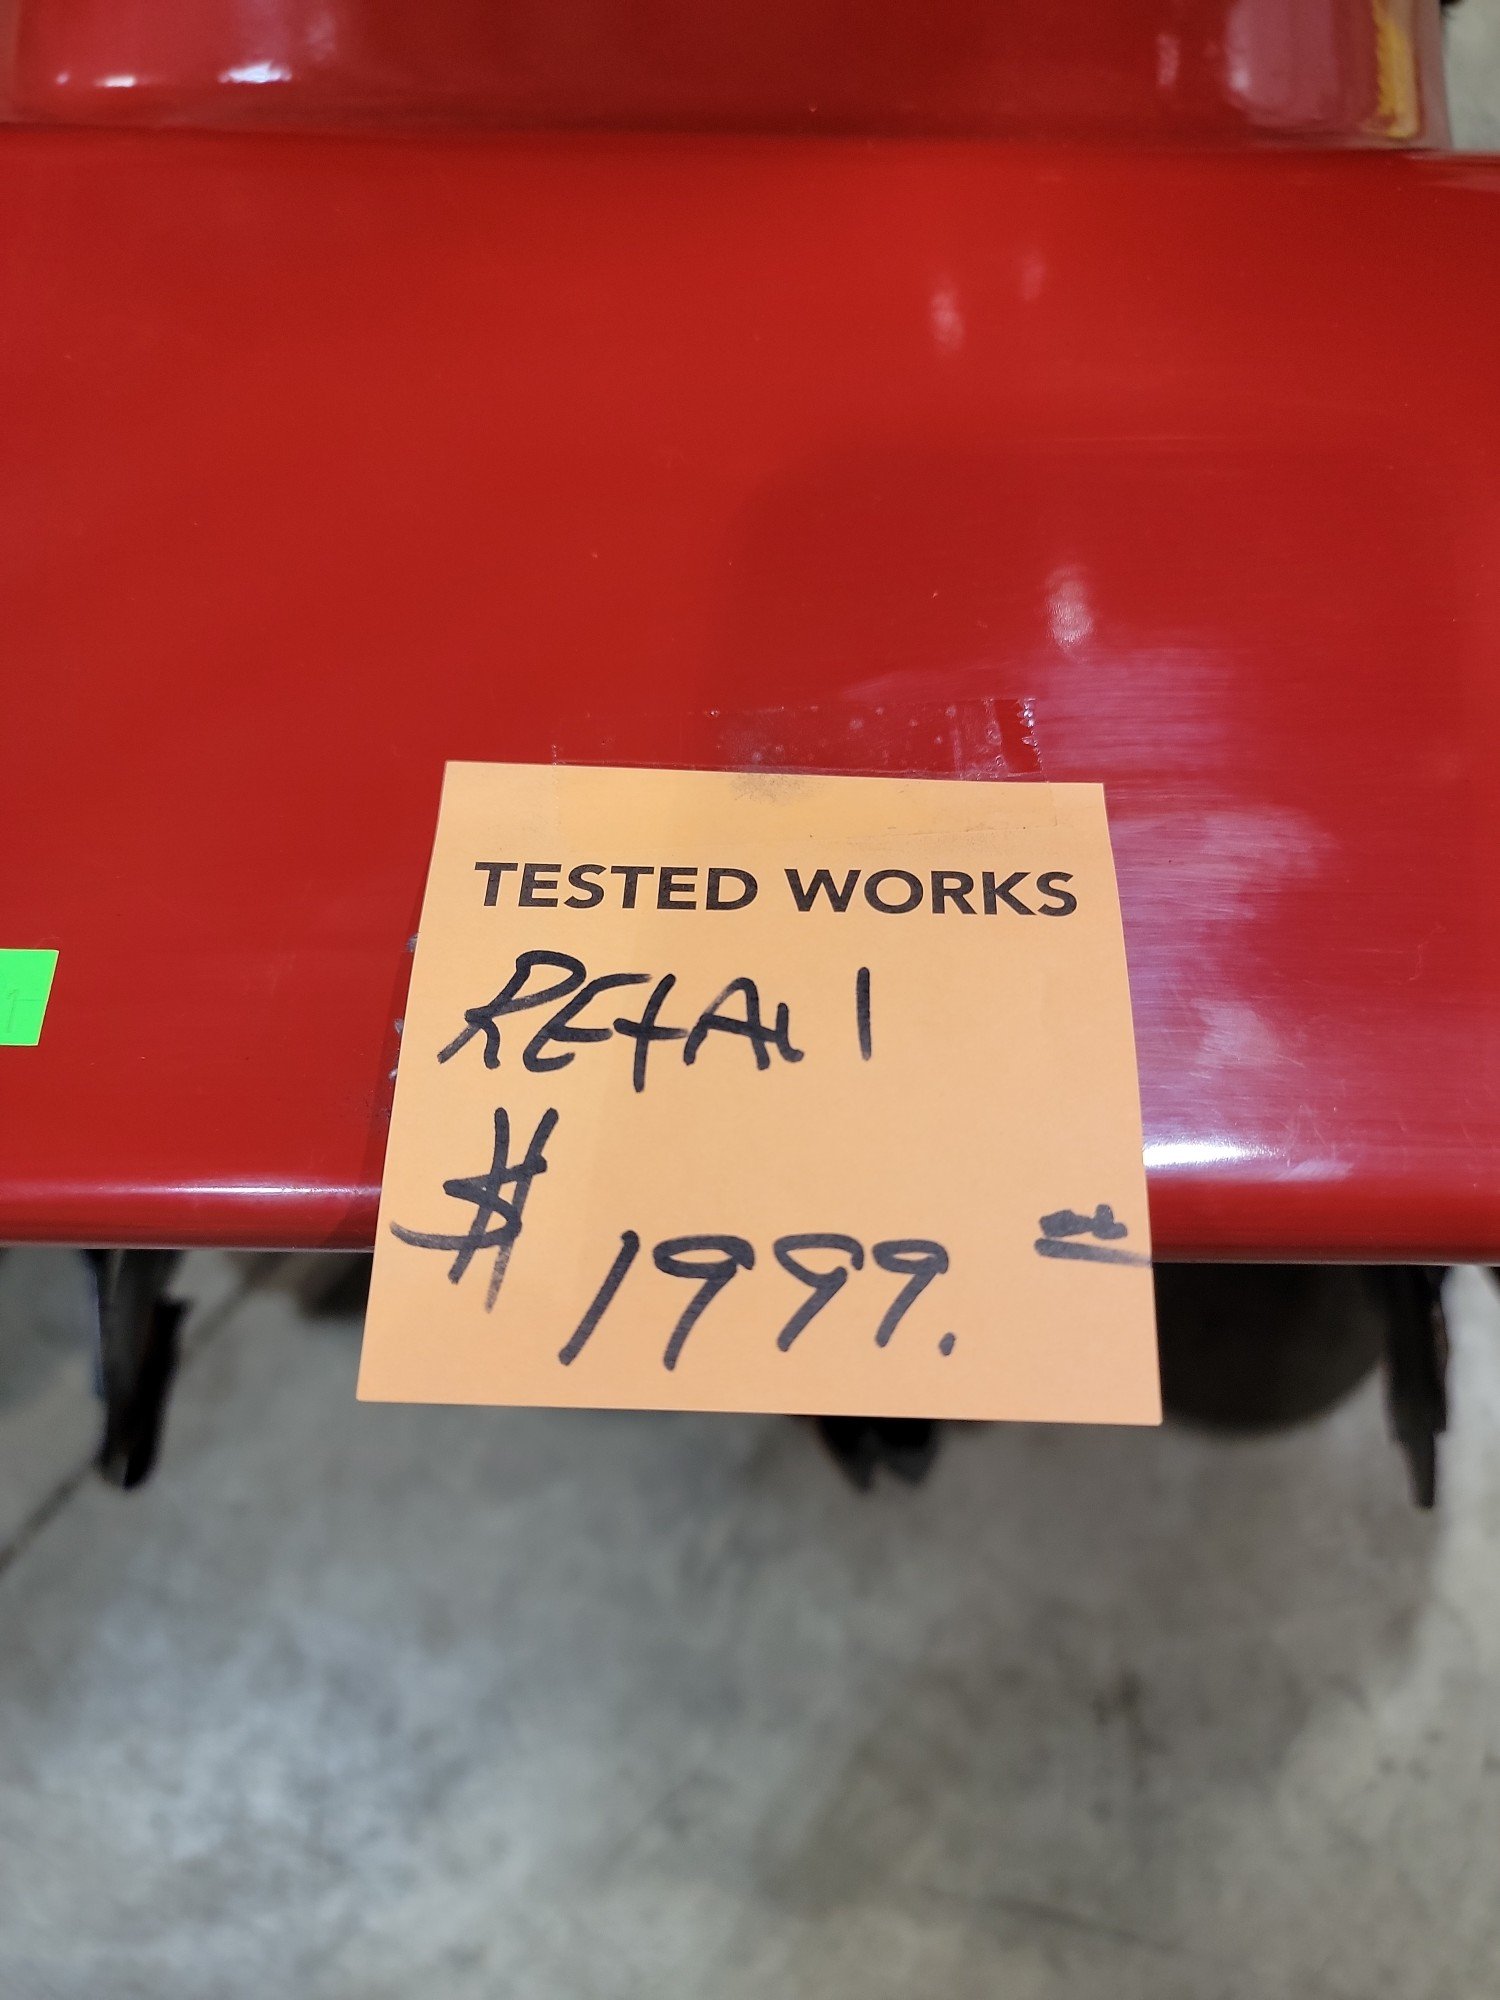 TESTED WORKS
RETAIl
$ 1999. 00